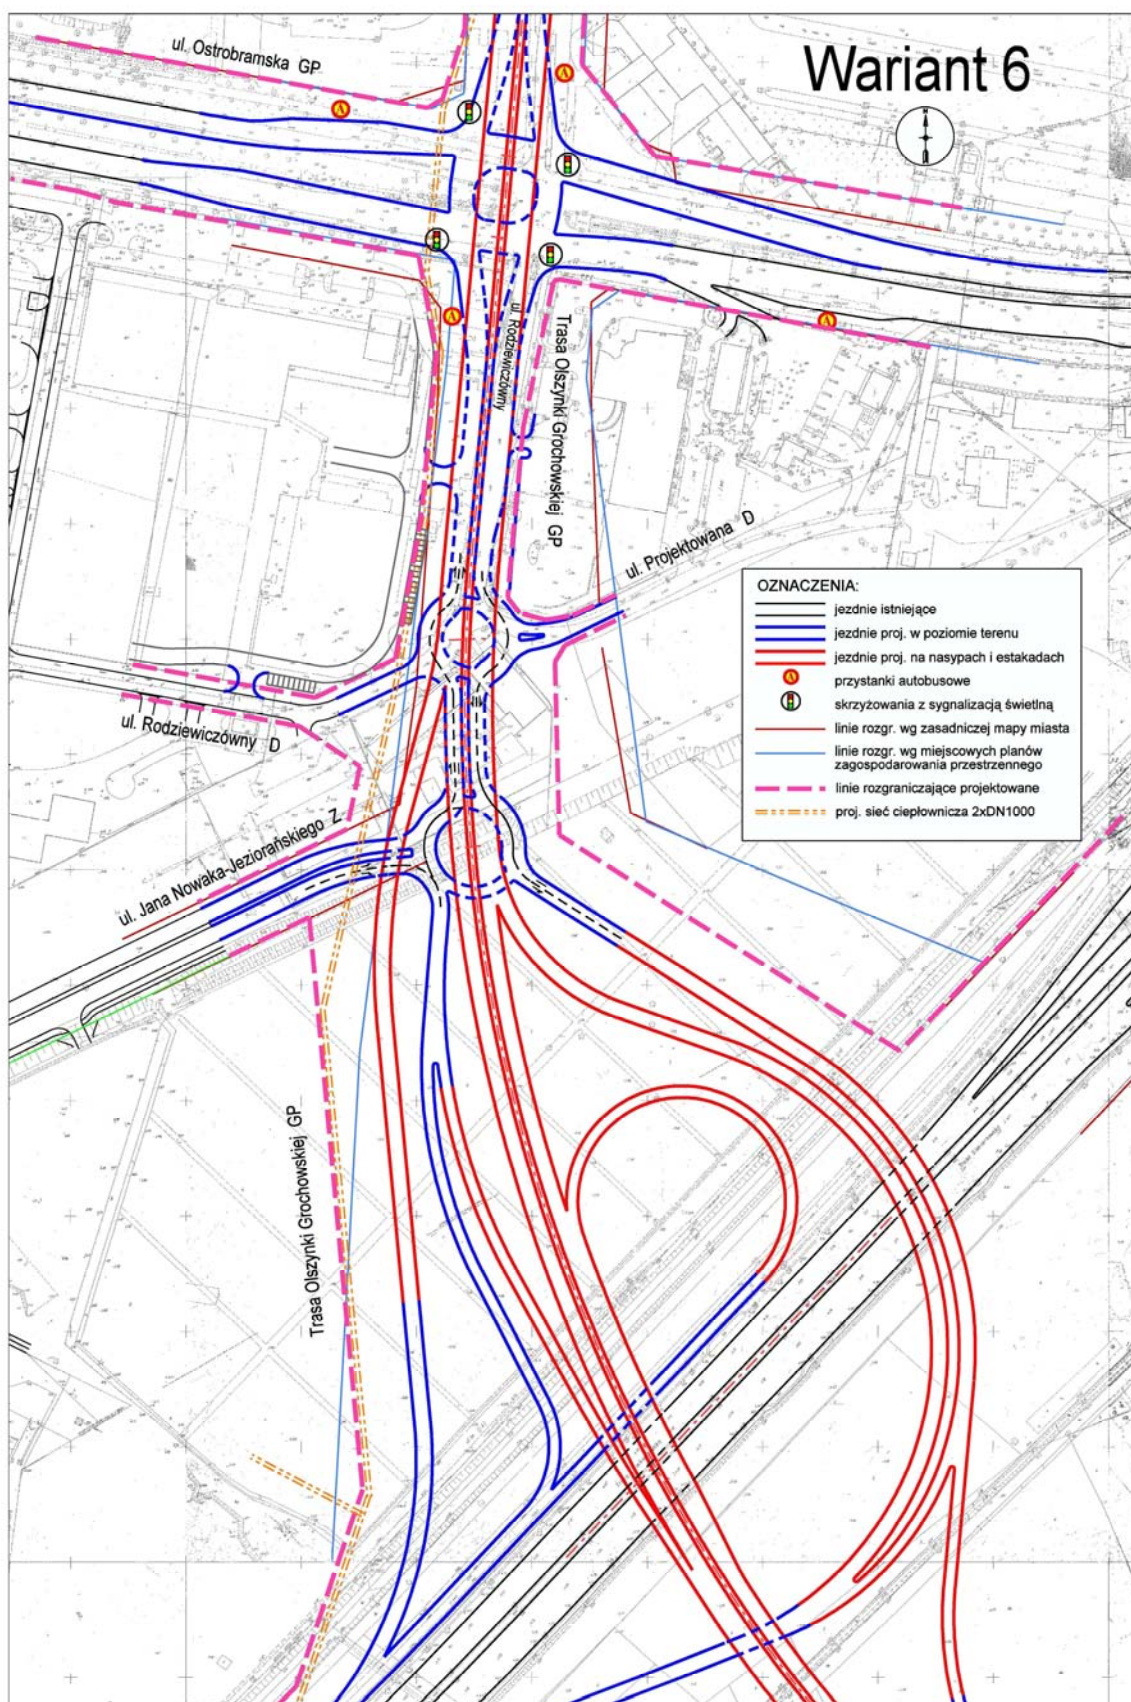 Wariant 6
ul. Ostrobramska GP
N
A
A
A
A
ul. Rodziewiczówny
Trasa Olszynki Grochowskiej GP
ul. Projektowana D
OZNACZENIA:
jezdnie istniejące
jezdnie proj. w poziomie terenu
jezdnie proj. na nasypach i estakadach
A
przystanki autobusowe
skrzyżowania z sygnalizacją świetlną
linie rozgr. wg zasadniczej mapy miasta
linie rozgr. wg miejscowych planów
zagospodarowania przestrzennego
linie rozgraniczające projektowane
proj. sieć ciepłownicza 2xDN1000
ul. Rodziewiczówny D
ul. Jana Nowaka-Jeziorańskiego Z
Trasa Olszynki Grochowskiej GP